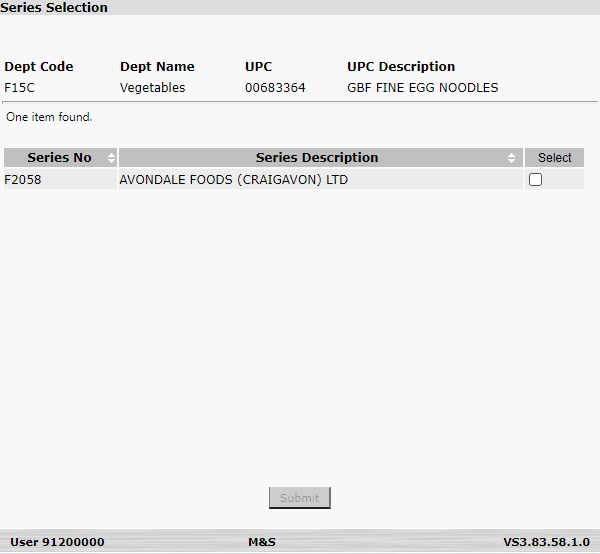 Series Selection
Dept Code Dept Name UPC UPC Description
F15C Vegetables 00683364 GBF FINE EGG NOODLES
One item found.
Series No Series Description Select
F2058 AVONDALE FOODS (CRAIGAVON) LTD
Submit
User 91200000 M&S VS3.83.58.1.0